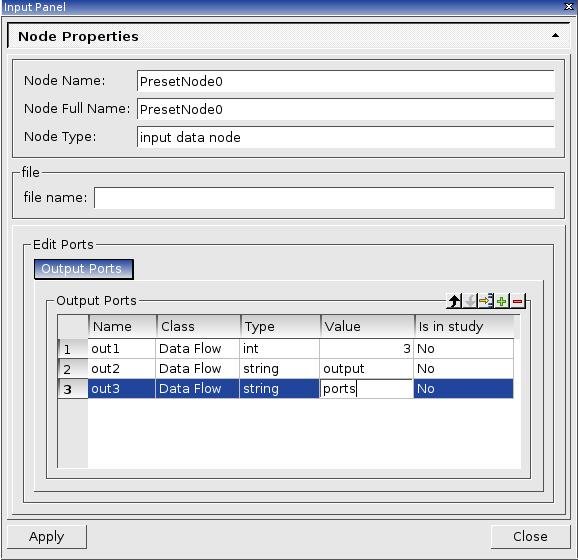 Input Panel
Node Properties
Node Name: PresetNode0
Node Full Name: PresetNode0
Node Type: input data node
file
file name:
Edit Ports
Output Ports
Output Ports
Name Class Type Value Is in study
1 out1 Data Flow int 3 No
2 out2 Data Flow string output No
3 out3 Data Flow string ports No
Apply Close